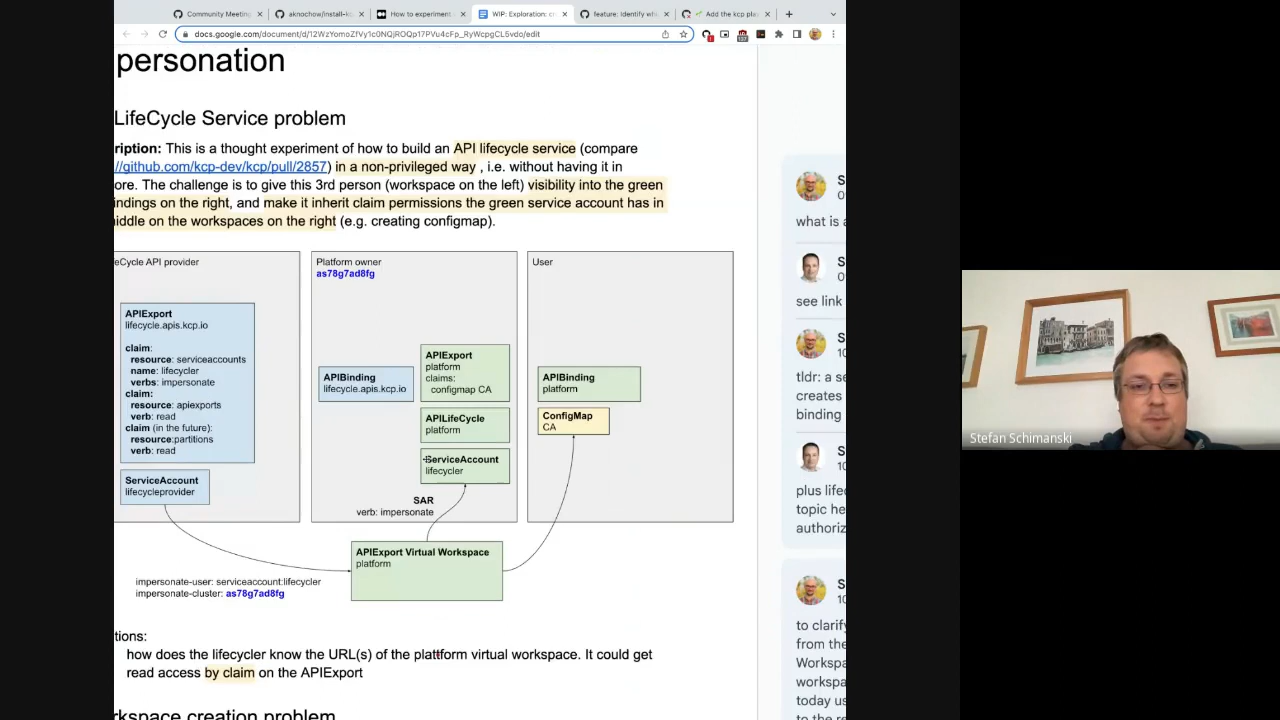 Community Meeting
aknochow/install-kc
How to experiment
WIP: Exploration: cr
feature: Identify whe
Add the kcp pla
docs.google.com/document/d/12WzYomoZfVy1c0NQjROQp17PVu4cFp_RyWcpgCL5vdo/edit
personation
LifeCycle Service problem
ription: This is a thought experiment of how to build an API lifecycle service (compare
//github.com/kcp-dev/kcp/pull/2857) in a non-privileged way , i.e. without having it in
ore. The challenge is to give this 3rd person (workspace on the left) visibility into the green
indings on the right, and make it inherit claim permissions the green service account has in
iddle on the workspaces on the right (e.g. creating configmap).
eCycle API provider
APIExport
lifecycle.apis.kcp.io
claim:
resource: serviceaccounts
name: lifecycler
verbs: impersonate
claim:
resource: apiexports
verb: read
claim (in the future):
resource:partitions
verb: read
ServiceAccount
lifecycleprovider
Platform owner
as78g7ad8fg
APIBinding
lifecycle.apis.kcp.io
APIExport
platform
claims:
configmap CA
APILifeCycle
platform
ServiceAccount
lifecycler
SAR
verb: impersonate
User
APIBinding
platform
ConfigMap
CA
APIExport Virtual Workspace
platform
impersonate-user: serviceaccount:lifecycler
impersonate-cluster: as78g7ad8fg
tions:
how does the lifecycler know the URL(s) of the plattform virtual workspace. It could get
read access by claim on the APIExport
rkspace creation problem
S
what is a
S
see link
S
tldr: a se
creates
binding
S
plus lifec
topic he
authoriz
S
to clarify
from the
Workspa
workspa
today us
to the re
Stefan Schimanski